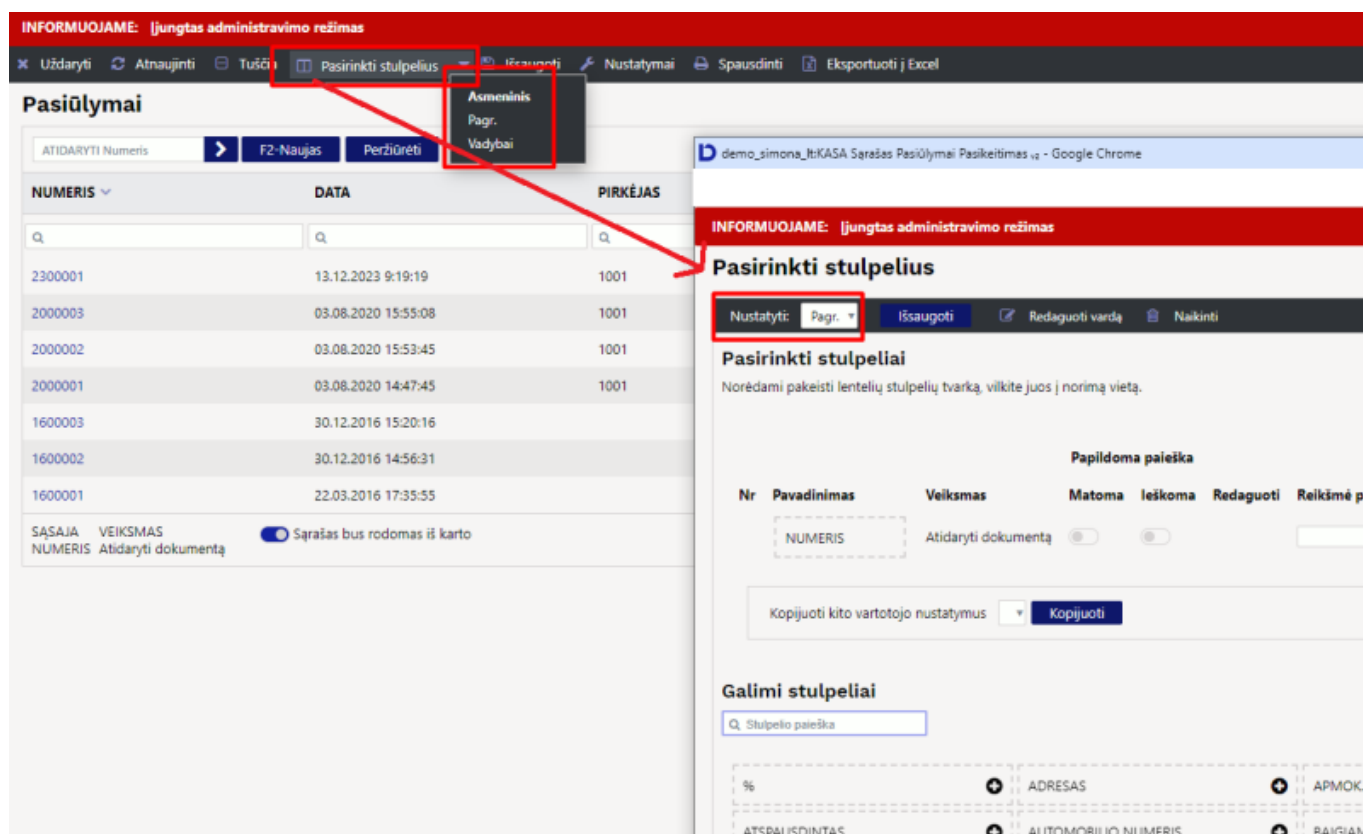 INFORMUOJAME: Įjungtas administravimo režimas
Uždaryti Atnaujinti Tuščia Pasirinkti stulpelius Išsaugoti Nustatymai Spausdinti Eksportuoti į Excel
Asmeninis
Pagr.
Vadybai
Pasiūlymai
ATIDARYTI Numeris F2-Naujas Peržiūrėti
NUMERIS DATA PIRKĖJAS
2300001 13.12.2023 9:19:19 1001
2000003 03.08.2020 15:55:08 1001
2000002 03.08.2020 15:53:45 1001
2000001 03.08.2020 14:47:45 1001
1600003 30.12.2016 15:20:16
1600002 30.12.2016 14:56:31
1600001 22.03.2016 17:35:55
SĄSAJA VEIKSMAS
NUMERIS Atidaryti dokumentą
Sąrašas bus rodomas iš karto
demo_simona_lt:KASA Sąrašas Pasiūlymai Pasikeitimas v2 - Google Chrome
INFORMUOJAME: Įjungtas administravimo režimas
Pasirinkti stulpelius
Nustatyti: Pagr. Išsaugoti Redaguoti vardą Naikinti
Pasirinkti stulpeliai
Norėdami pakeisti lentelių stulpelių tvarką, vilkite juos į norimą vietą.
Papildoma paieška
Nr Pavadinimas Veiksmas Matoma Ieškoma Redaguoti Reikšmė p
NUMERIS Atidaryti dokumentą
Kopijuoti kito vartotojo nustatymus Kopijuoti
Galimi stulpeliai
Stulpelio paieška
% ADRESAS APMOK
ATSPAUSDINTAS AUTOMOBILIO NUMERIS BAIGIAN